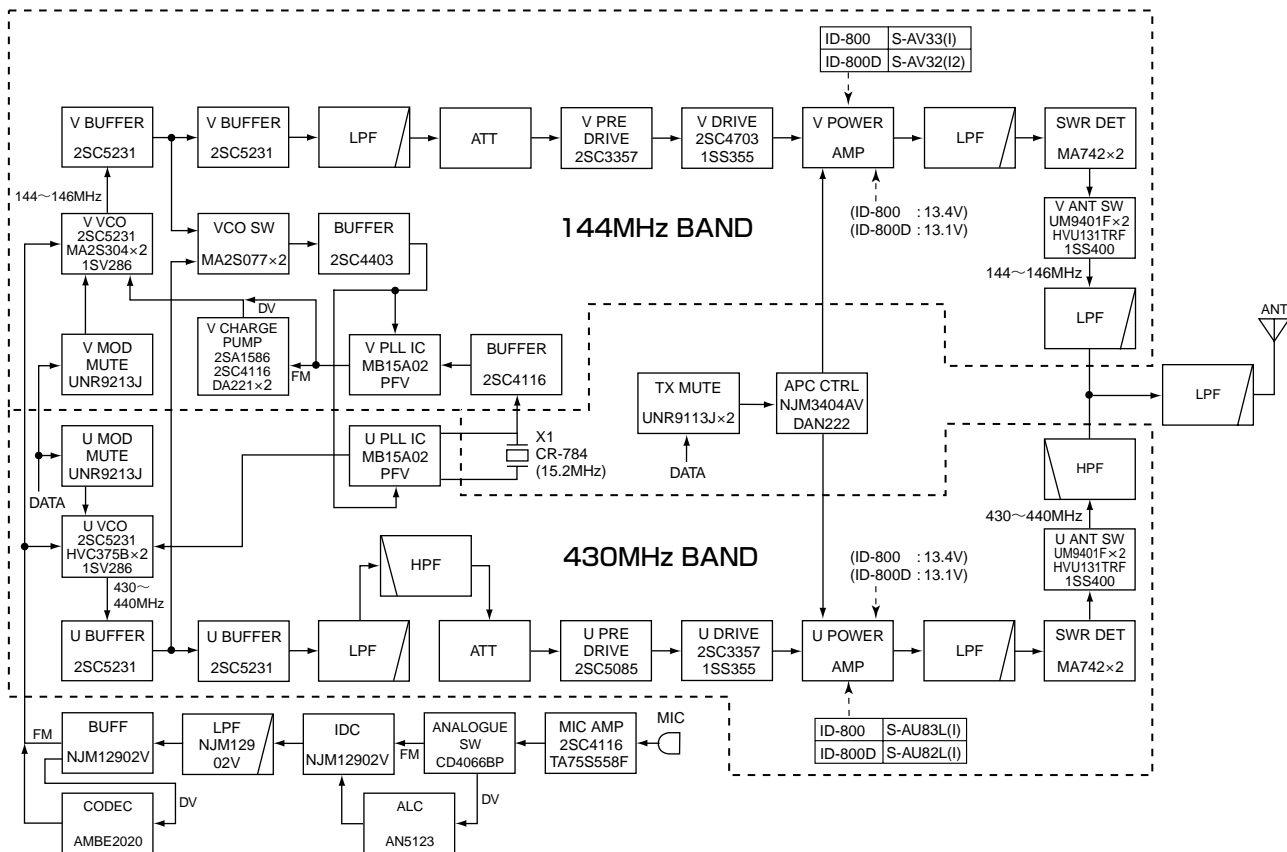 ID-800 S-AV33(I)
ID-800D S-AV32(I2)
V BUFFER
2SC5231
V BUFFER
2SC5231
LPF
ATT
V PRE
DRIVE
2SC3357
V DRIVE
2SC4703
1SS355
V POWER
AMP
LPF
SWR DET
MA742×2
144～146MHz
V VCO
2SC5231
MA2S304×2
1SV286
VCO SW
MA2S077×2
BUFFER
2SC4403
144MHz BAND
(ID-800 : 13.4V)
(ID-800D : 13.1V)
V ANT SW
UM9401F×2
HVU131TRF
1SS400
144～146MHz
LPF
ANT
DV
V MOD
MUTE
UNR9213J
V CHARGE
PUMP
2SA1586
2SC4116
DA221×2
FM
V PLL IC
MB15A02
PFV
BUFFER
2SC4116
TX MUTE
UNR9113J×2
DATA
APC CTRL
NJM3404AV
DAN222
LPF
U MOD
MUTE
UNR9213J
DATA
U PLL IC
MB15A02
PFV
X1
CR-784
(15.2MHz)
HPF
430～440MHz
U VCO
2SC5231
HVC375B×2
1SV286
430～
440MHz
HPF
430MHz BAND
(ID-800 : 13.4V)
(ID-800D : 13.1V)
U ANT SW
UM9401F×2
HVU131TRF
1SS400
U BUFFER
2SC5231
U BUFFER
2SC5231
LPF
ATT
U PRE
DRIVE
2SC5085
U DRIVE
2SC3357
1SS355
U POWER
AMP
LPF
SWR DET
MA742×2
FM
BUFF
NJM12902V
LPF
NJM129
02V
IDC
NJM12902V
FM
ANALOGUE
SW
CD4066BP
MIC AMP
2SC4116
TA75S558F
MIC
ID-800 S-AU83L(I)
ID-800D S-AU82L(I)
CODEC
AMBE2020
DV
ALC
AN5123
DV